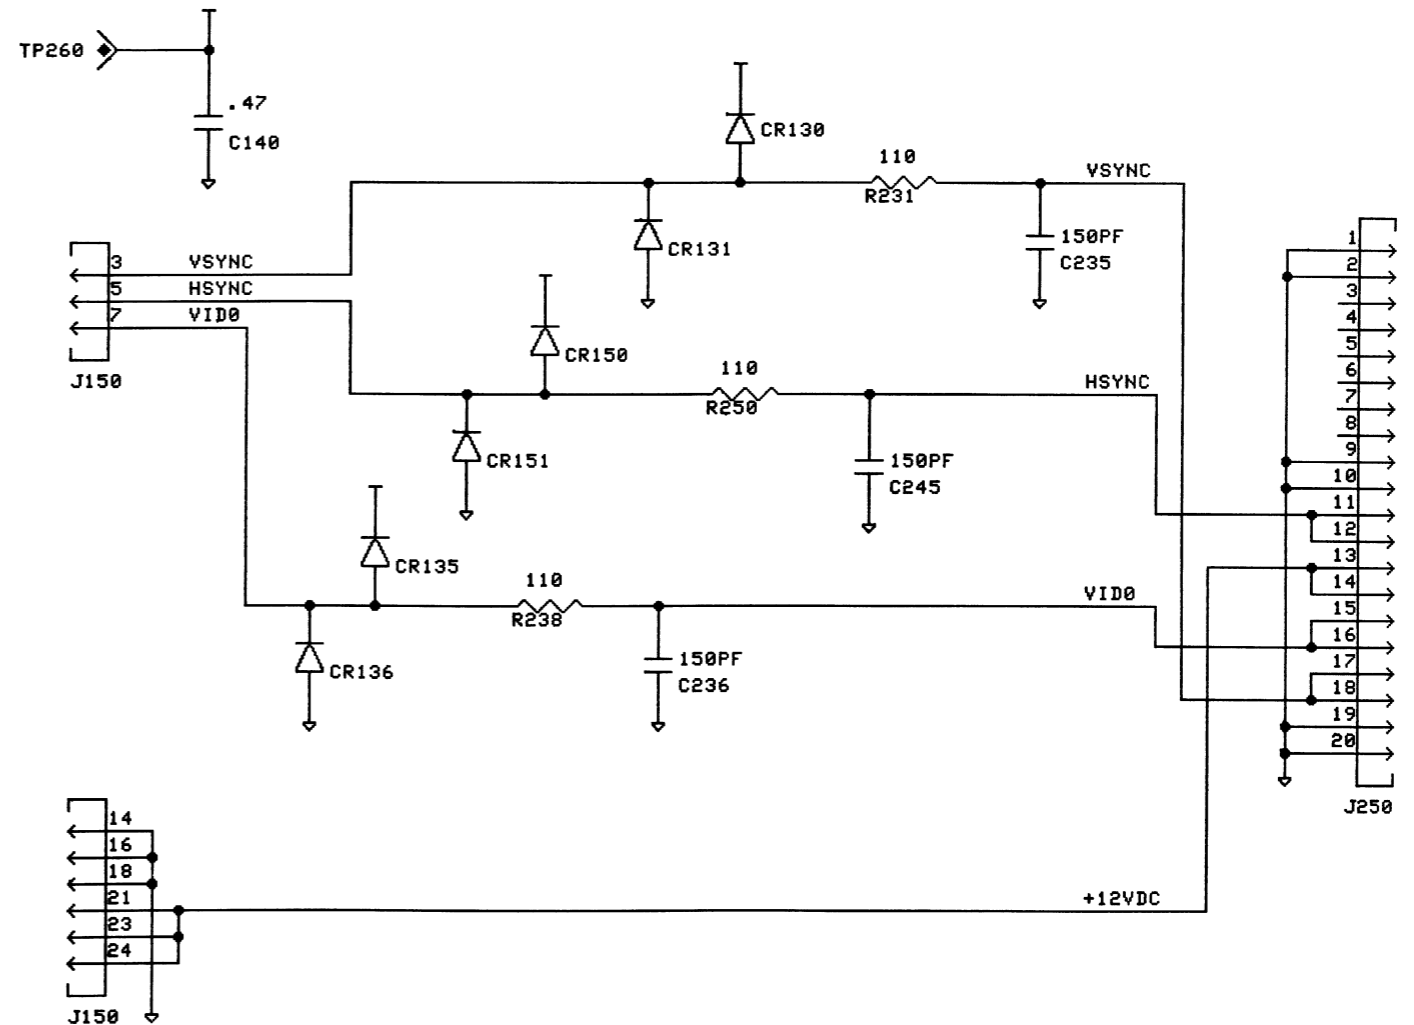 TP260
.47
C140
CR130
110
R231
VSYNC
CR131
150PF
C235
3 VSYNC
5 HSYNC
7 VID0
J150
CR150
110
R250
HSYNC
CR151
150PF
C245
CR135
110
R238
VID0
CR136
150PF
C236
1
2
3
4
5
6
7
8
9
10
11
12
13
14
15
16
17
18
19
20
J250
14
16
18
21
23
24
+12VDC
J150